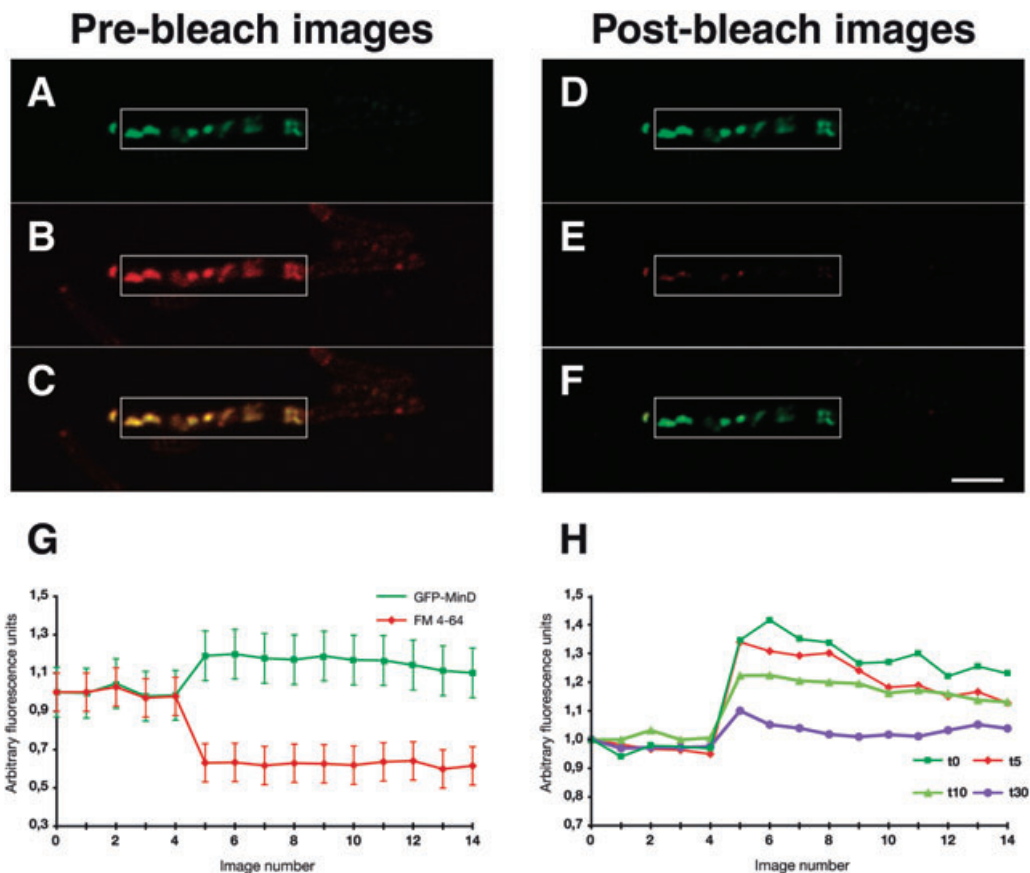 Pre-bleach images
Post-bleach images
A
D
B
E
C
F
G
1,5
1,3
1,1
0,9
0,7
0,5
0,3
0 2 4 6 8 10 12 14
Arbitrary fluorescence units
Image number
GFP-MinD
FM 4-64
H
1,5
1,4
1,3
1,2
1,1
1,0
0,9
0,8
0,7
0 2 4 6 8 10 12 14
Arbitrary fluorescence units
Image number
t0 t5
t10 t30